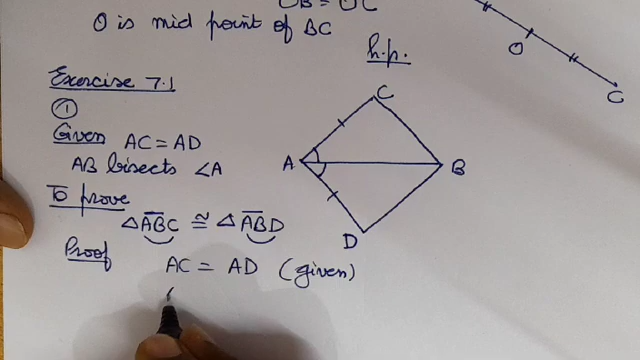 OB = OC
O is mid point of BC
h.p.
O
C
Exercise 7.1
①
Given AC = AD
AB bisects ∠A
To prove
△ABC ≅ △ABD
Proof AC = AD (given)
(
C
A
B
D